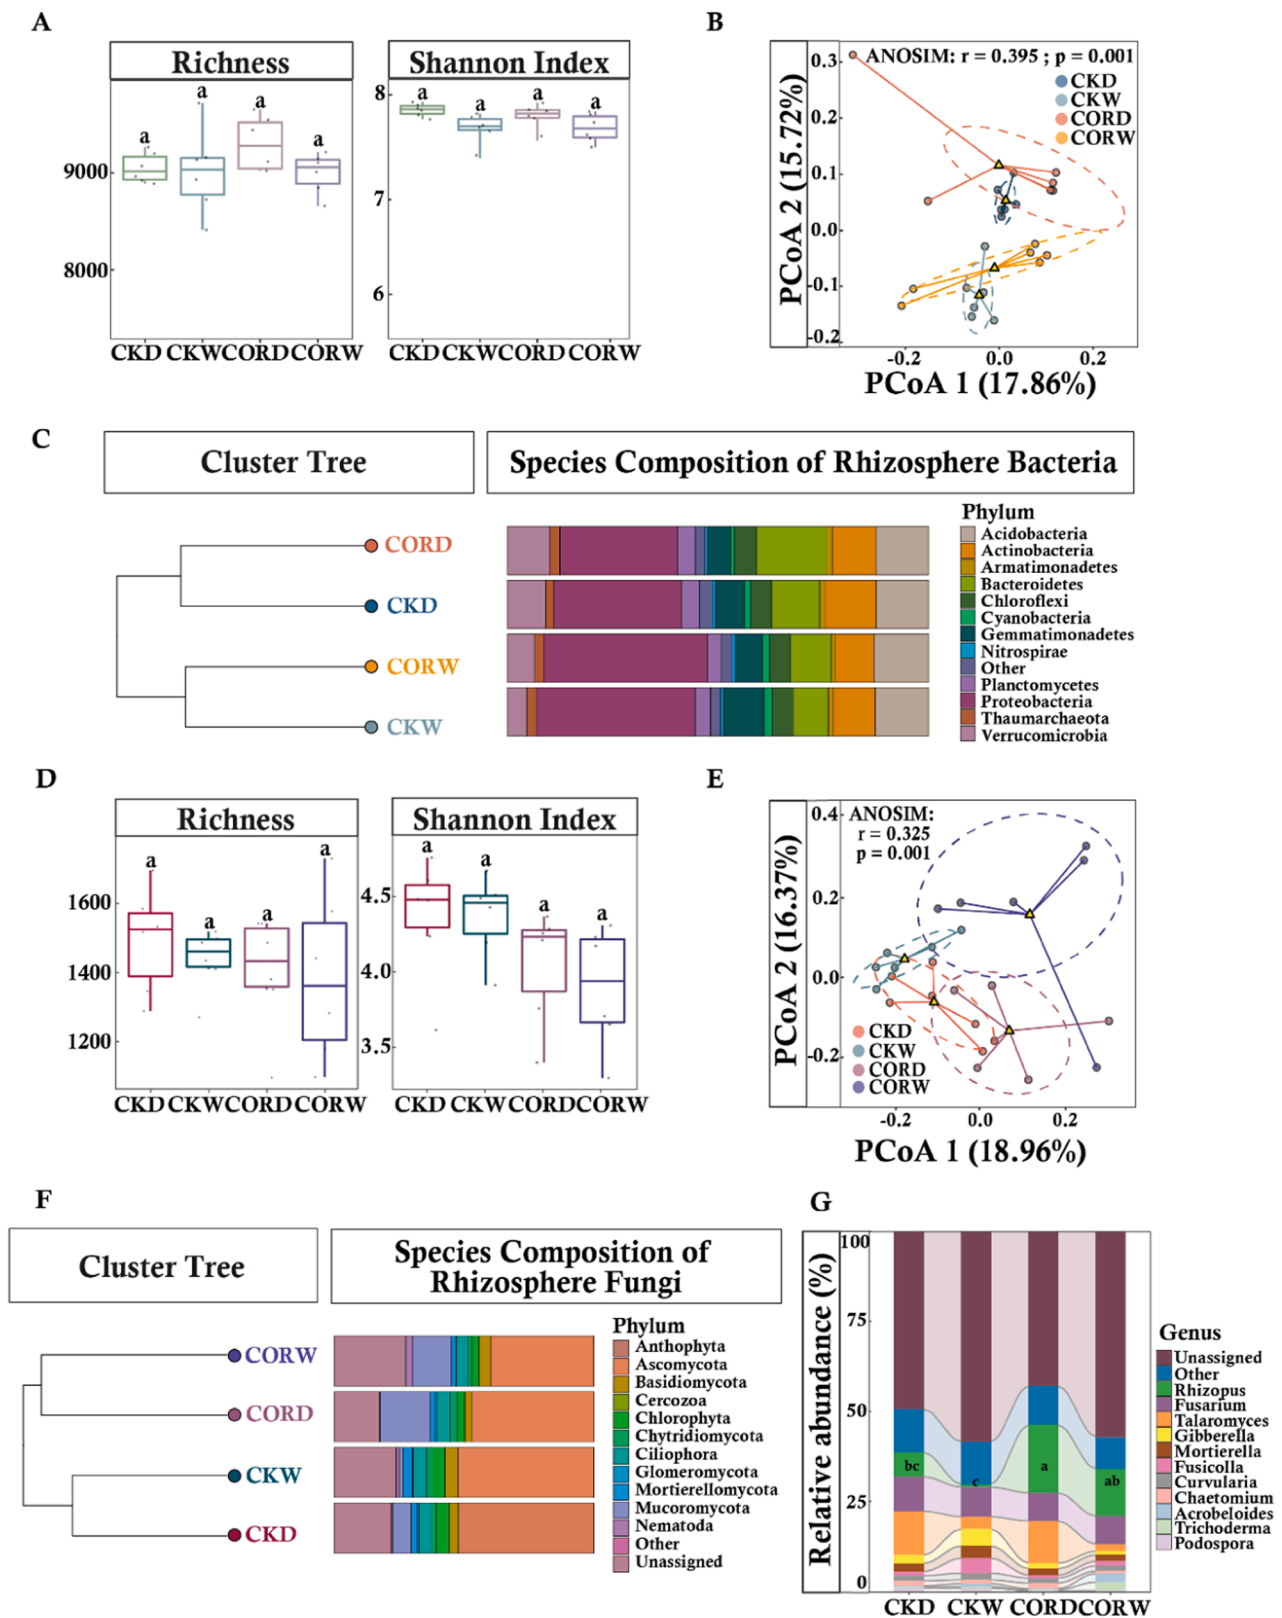 A
Richness
Shannon Index
a
a
a
a
a
a
a
a
9000
8000
8
7
6
CKD
CKW
CORD
CORW
CKD
CKW
CORD
CORW
B
ANOSIM: r = 0.395 ; p = 0.001
CKD
CKW
CORD
CORW
0.3
0.2
0.1
0.0
-0.1
-0.2
PCoA 2 (15.72%)
-0.2
0.0
0.2
PCoA 1 (17.86%)
C
Cluster Tree
Species Composition of Rhizosphere Bacteria
CORD
CKD
CORW
CKW
Phylum
Acidobacteria
Actinobacteria
Armatimonadetes
Bacteroidetes
Chloroflexi
Cyanobacteria
Gemmatimonadetes
Nitrospirae
Other
Planctomycetes
Proteobacteria
Thaumarchaeota
Verrucomicrobia
D
Richness
Shannon Index
a
a
a
a
a
a
a
a
1600
1400
1200
4.5
4.0
3.5
CKD
CKW
CORD
CORW
CKD
CKW
CORD
CORW
E
ANOSIM:
r = 0.325
p = 0.001
0.4
0.2
0.0
-0.2
PCoA 2 (16.37%)
CKD
CKW
CORD
CORW
-0.2
0.0
0.2
PCoA 1 (18.96%)
F
Cluster Tree
Species Composition of
Rhizosphere Fungi
CORW
CORD
CKW
CKD
Phylum
Anthophyta
Ascomycota
Basidiomycota
Cercozoa
Chlorophyta
Chytridiomycota
Ciliophora
Glomeromycota
Mortierellomycota
Mucoromycota
Nematoda
Other
Unassigned
G
Relative abundance (%)
100
75
50
25
0
bc
c
a
ab
CKD
CKW
CORD
CORW
Genus
Unassigned
Other
Rhizopus
Fusarium
Talaromyces
Gibberella
Mortierella
Fusicolla
Curvularia
Chaetomium
Acrobeloides
Trichoderma
Podospora